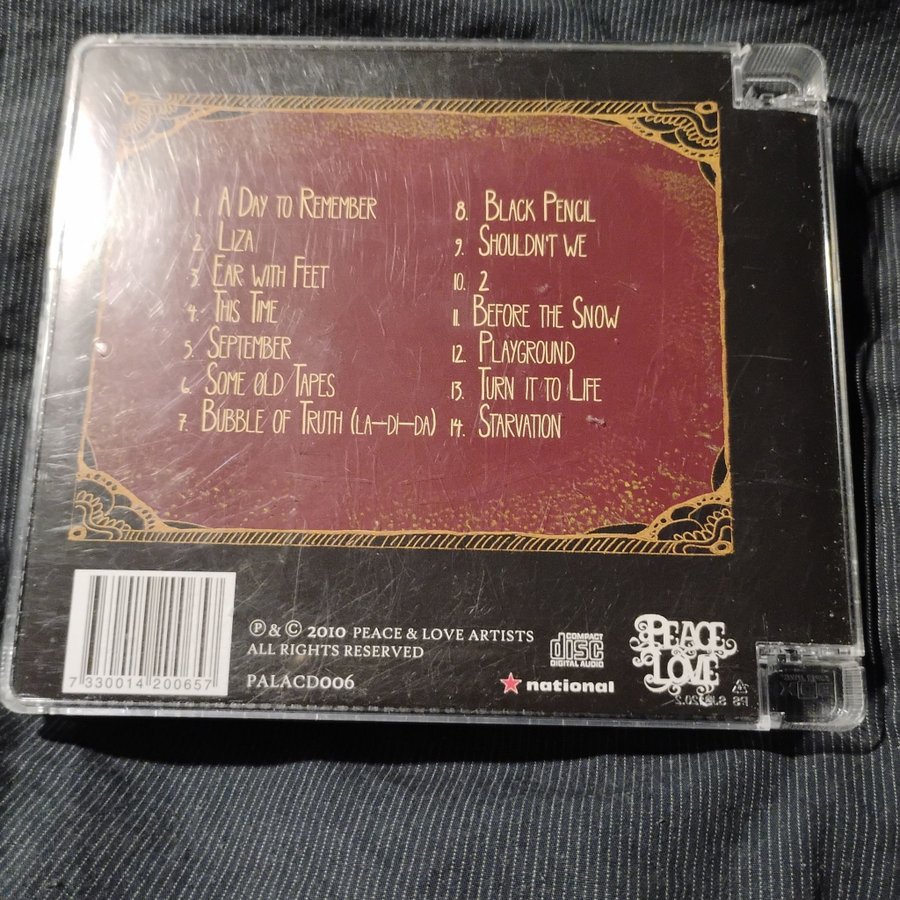 1. A Day to Remember
2. Liza
3. Ear with Feet
4. This Time
5. September
6. Some Old Tapes
7. Bubble of Truth (la-di-da)
8. Black Pencil
9. Shouldn't We
10. 2
11. Before the Snow
12. Playground
13. Turn it to Life
14. Starvation
7 330014 200657
Ⓟ & © 2010 PEACE & LOVE ARTISTS
ALL RIGHTS RESERVED
PALACD006
COMPACT
disc
DIGITAL AUDIO
national
PEACE
LOVE